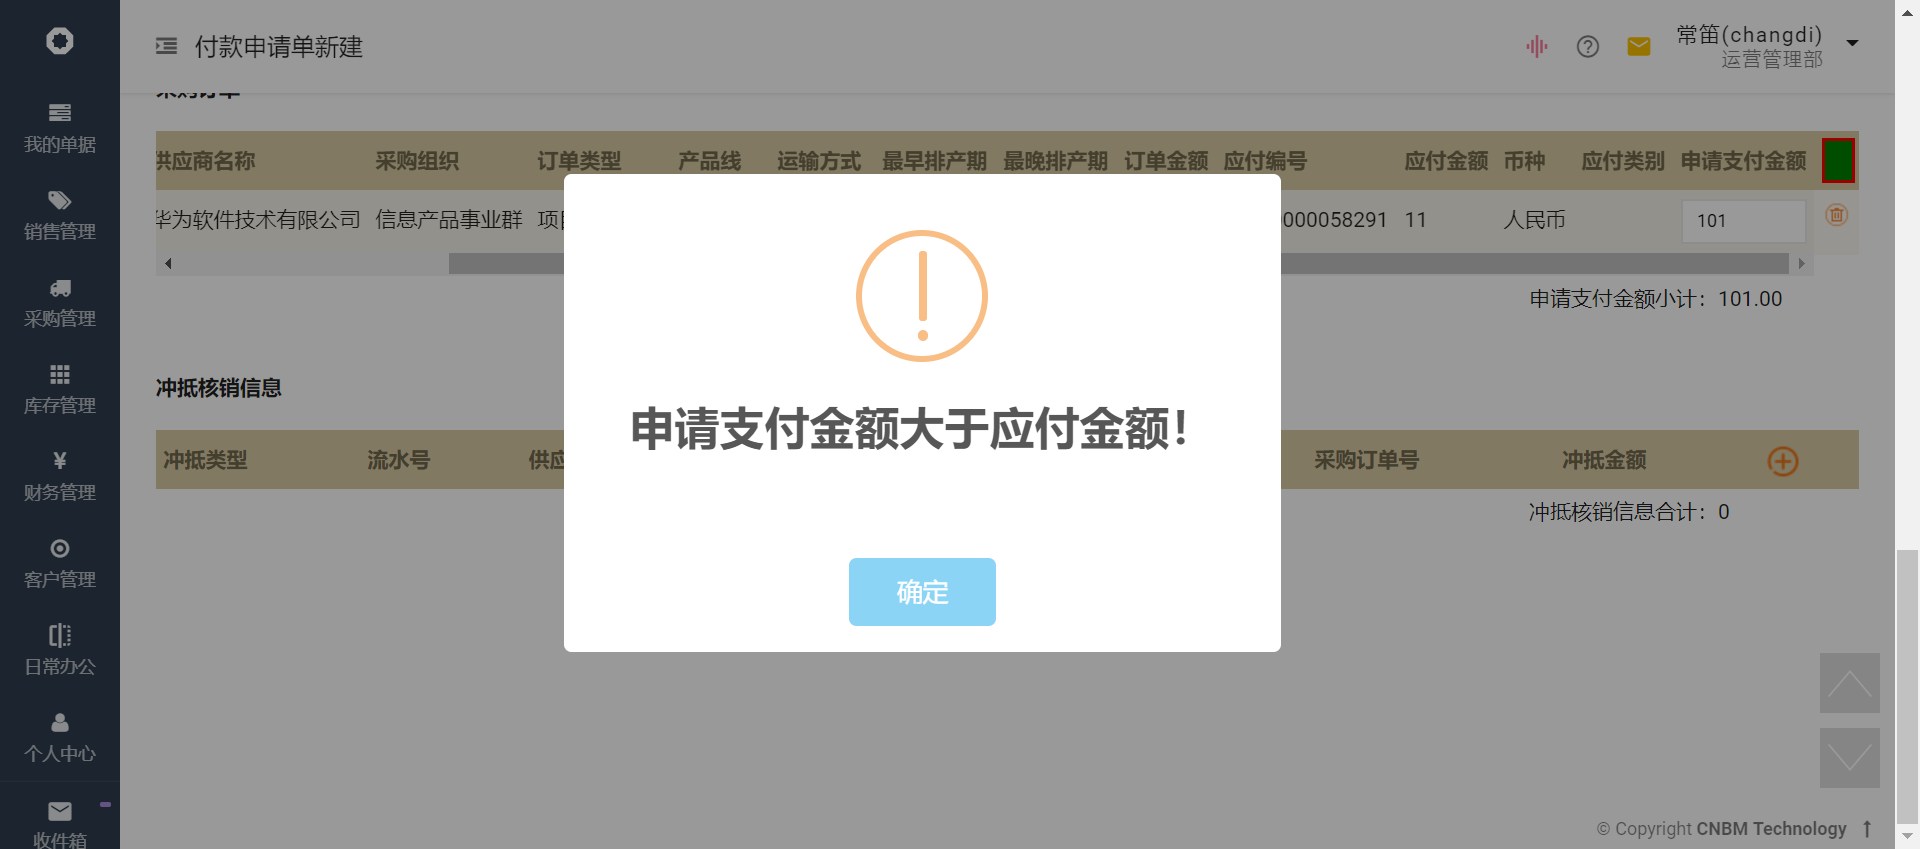 付款申请单新建
常笛(changdi)
运营管理部
我的单据
销售管理
采购管理
库存管理
¥
财务管理
客户管理
日常办公
个人中心
收件箱
采购订单
供应商名称 采购组织 订单类型 产品线 运输方式 最早排产期 最晚排产期 订单金额 应付编号 应付金额 币种 应付类别 申请支付金额
华为软件技术有限公司 信息产品事业群 项 0000058291 11 人民币 101
申请支付金额小计：101.00
冲抵核销信息
冲抵类型 流水号 供应 采购订单号 冲抵金额
冲抵核销信息合计：0
申请支付金额大于应付金额！
确定
© Copyright CNBM Technology